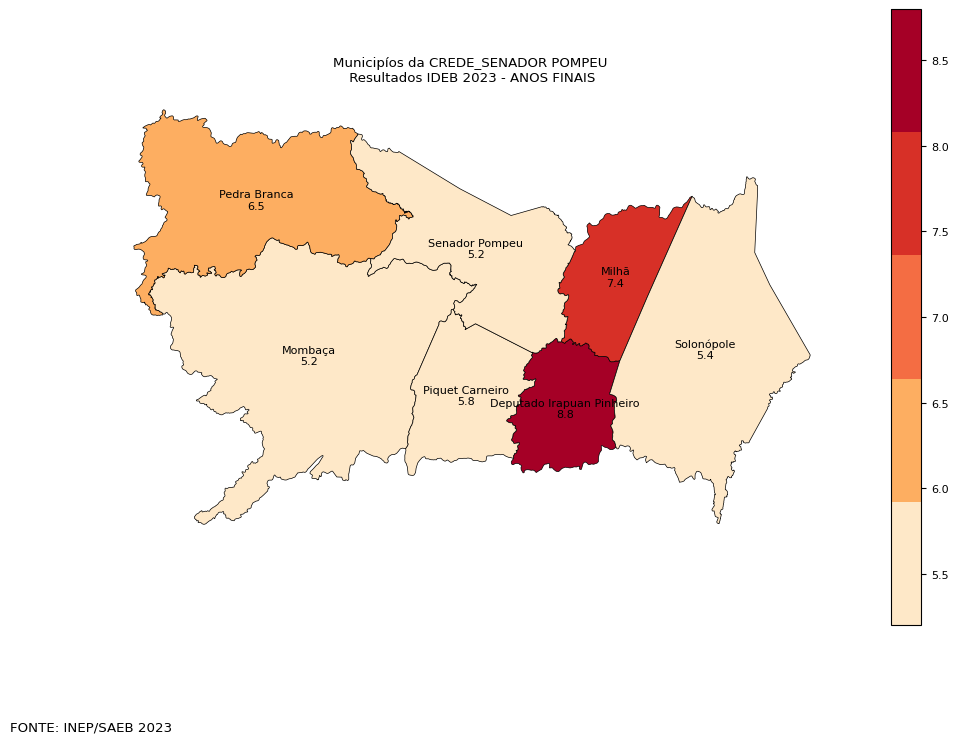 Municipíos da CREDE_SENADOR POMPEU
Resultados IDEB 2023 - ANOS FINAIS
Pedra Branca
6.5
Senador Pompeu
5.2
Milhã
7.4
Solonópole
5.4
Mombaça
5.2
Piquet Carneiro
5.8
Deputado Irapuan Pinheiro
8.8
8.5
8.0
7.5
7.0
6.5
6.0
5.5
FONTE: INEP/SAEB 2023